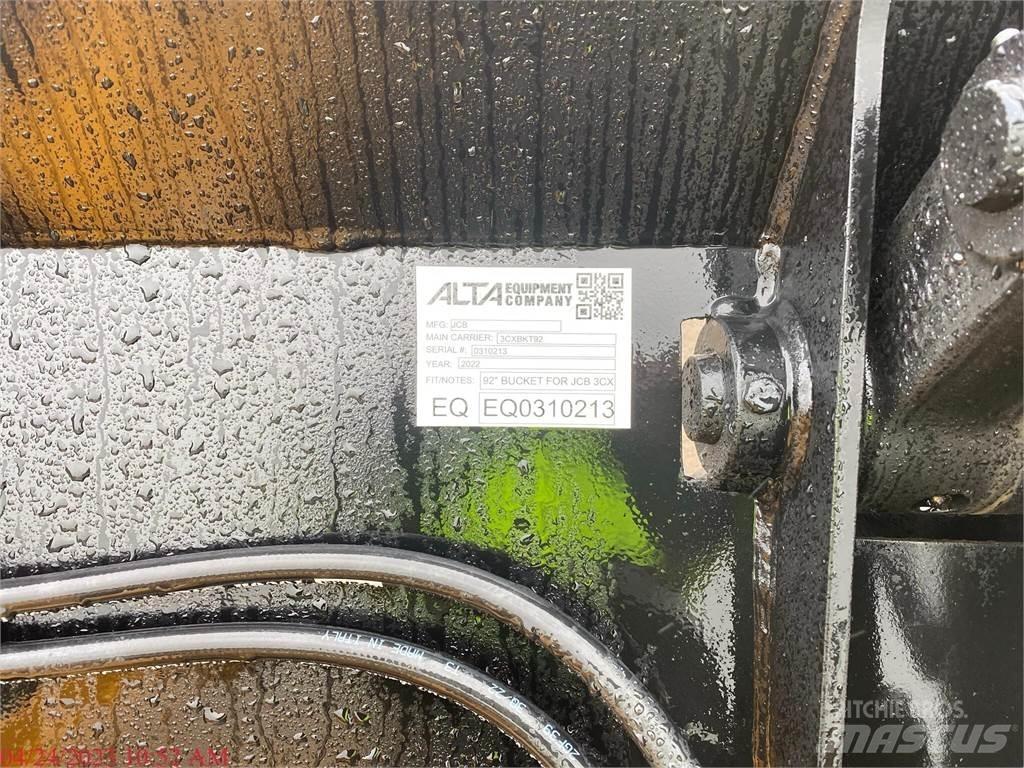 ALTA EQUIPMENT COMPANY
MFG: JCB
MAIN CARRIER: 3CXBKT92
SERIAL #: 0310213
YEAR: 2022
FIT/NOTES: 92" BUCKET FOR JCB 3CX
EQ EQ0310213
MADE IN ITALY
04/24/2023 10:52 AM
RITCHIE BROS.
MASCUS